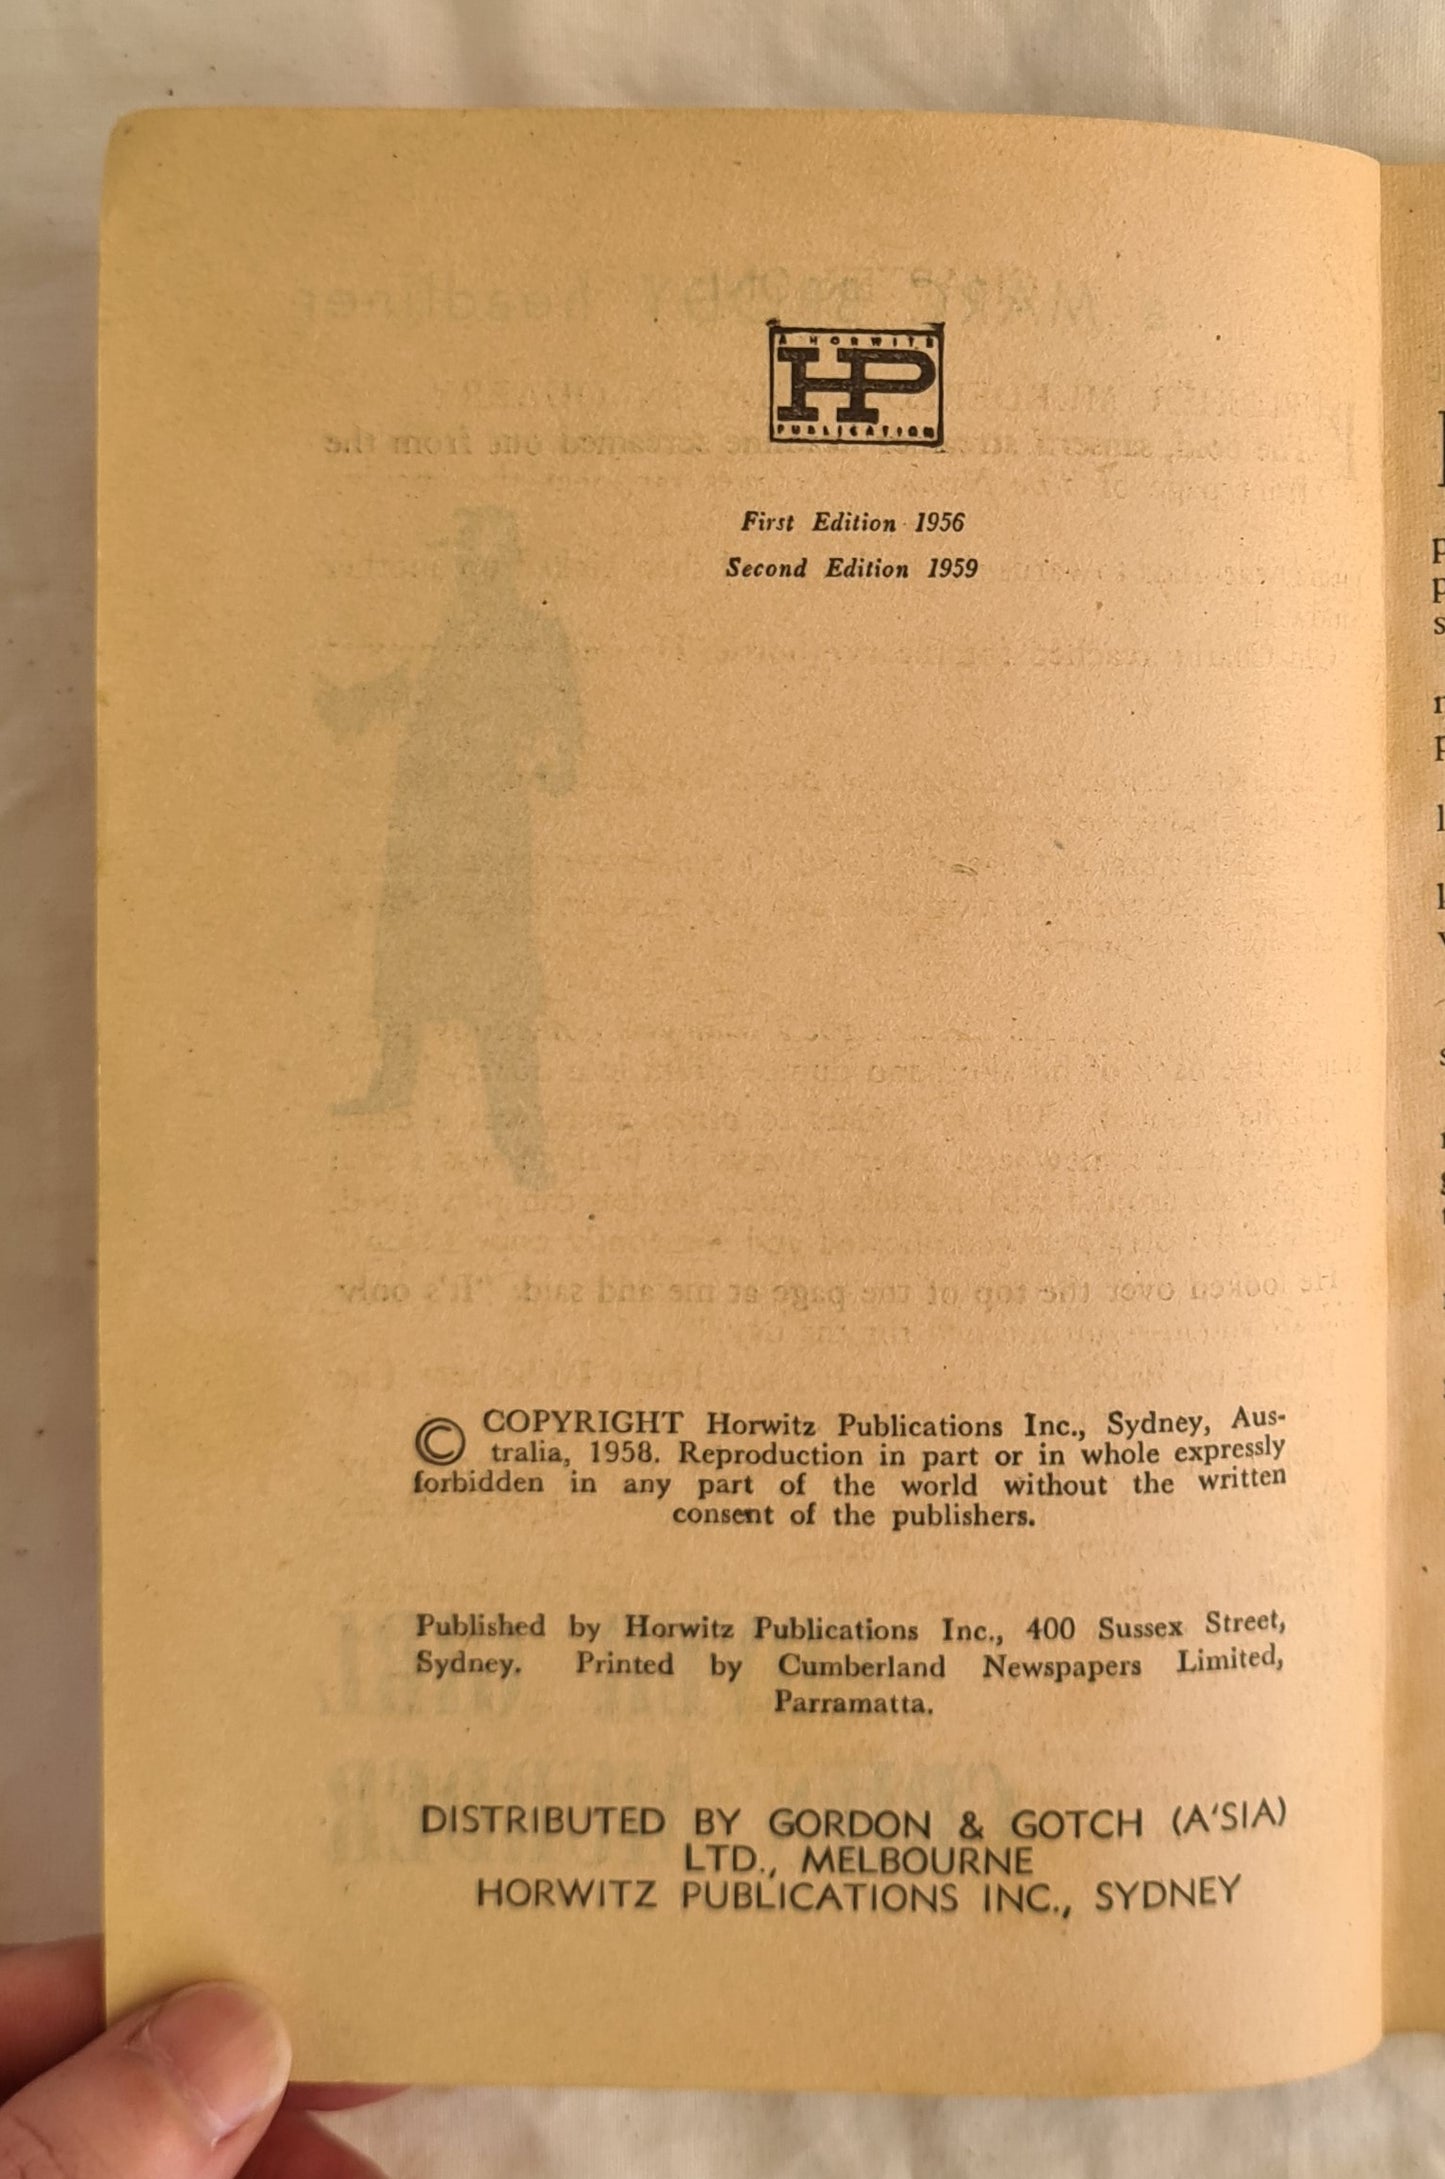 A HORWITZ
HP
PUBLICATION
First Edition 1956
Second Edition 1959
© COPYRIGHT Horwitz Publications Inc., Sydney, Aus-
tralia, 1958. Reproduction in part or in whole expressly
forbidden in any part of the world without the written
consent of the publishers.
Published by Horwitz Publications Inc., 400 Sussex Street,
Sydney. Printed by Cumberland Newspapers Limited,
Parramatta.
DISTRIBUTED BY GORDON & GOTCH (A'SIA)
LTD., MELBOURNE
HORWITZ PUBLICATIONS INC., SYDNEY